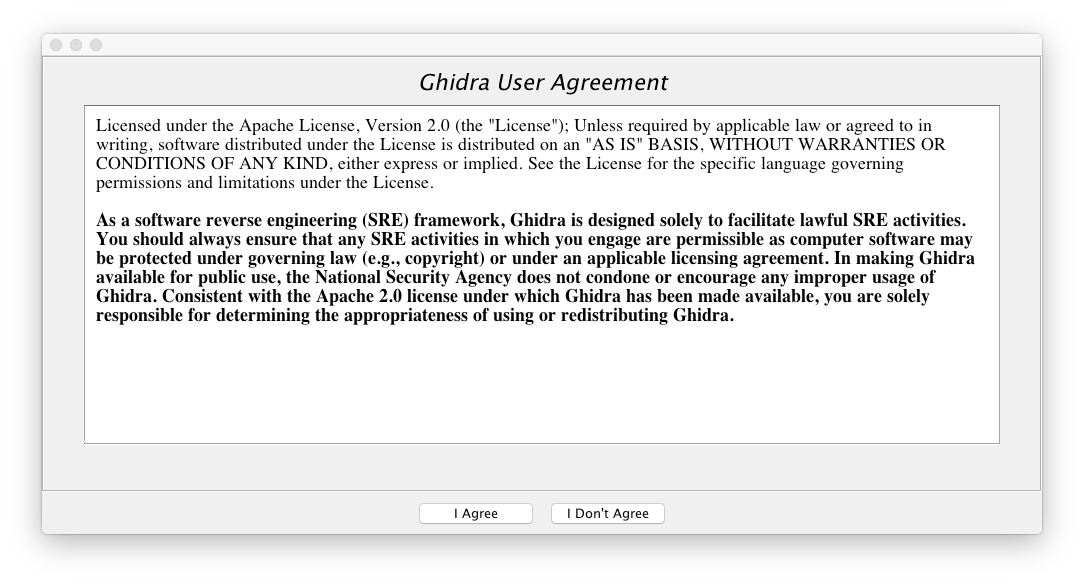 Ghidra User Agreement
Licensed under the Apache License, Version 2.0 (the "License"); Unless required by applicable law or agreed to in
writing, software distributed under the License is distributed on an "AS IS" BASIS, WITHOUT WARRANTIES OR
CONDITIONS OF ANY KIND, either express or implied. See the License for the specific language governing
permissions and limitations under the License.
As a software reverse engineering (SRE) framework, Ghidra is designed solely to facilitate lawful SRE activities.
You should always ensure that any SRE activities in which you engage are permissible as computer software may
be protected under governing law (e.g., copyright) or under an applicable licensing agreement. In making Ghidra
available for public use, the National Security Agency does not condone or encourage any improper usage of
Ghidra. Consistent with the Apache 2.0 license under which Ghidra has been made available, you are solely
responsible for determining the appropriateness of using or redistributing Ghidra.
I Agree
I Don't Agree